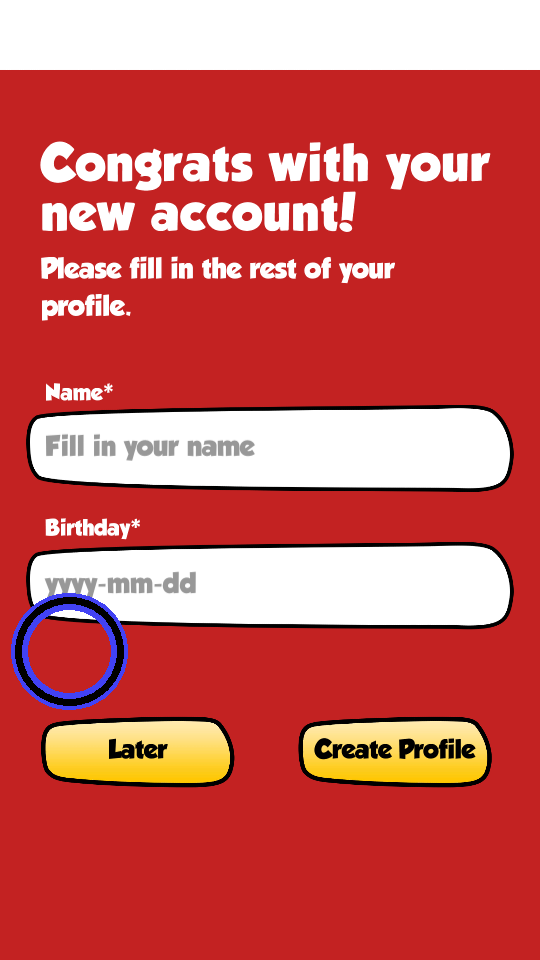 Congrats with your
new account!
Please fill in the rest of your
profile.
Name*
Fill in your name
Birthday*
yyyy-mm-dd
Later
Create Profile